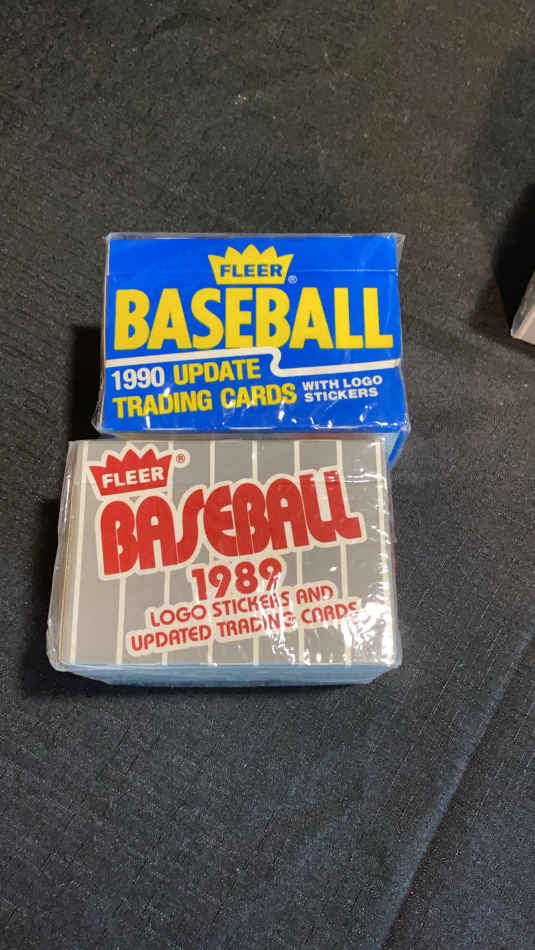 FLEER®
BASEBALL
1990 UPDATE
TRADING CARDS
WITH LOGO
STICKERS
FLEER®
BASEBALL
1989
LOGO STICKERS AND
UPDATED TRADING CARDS